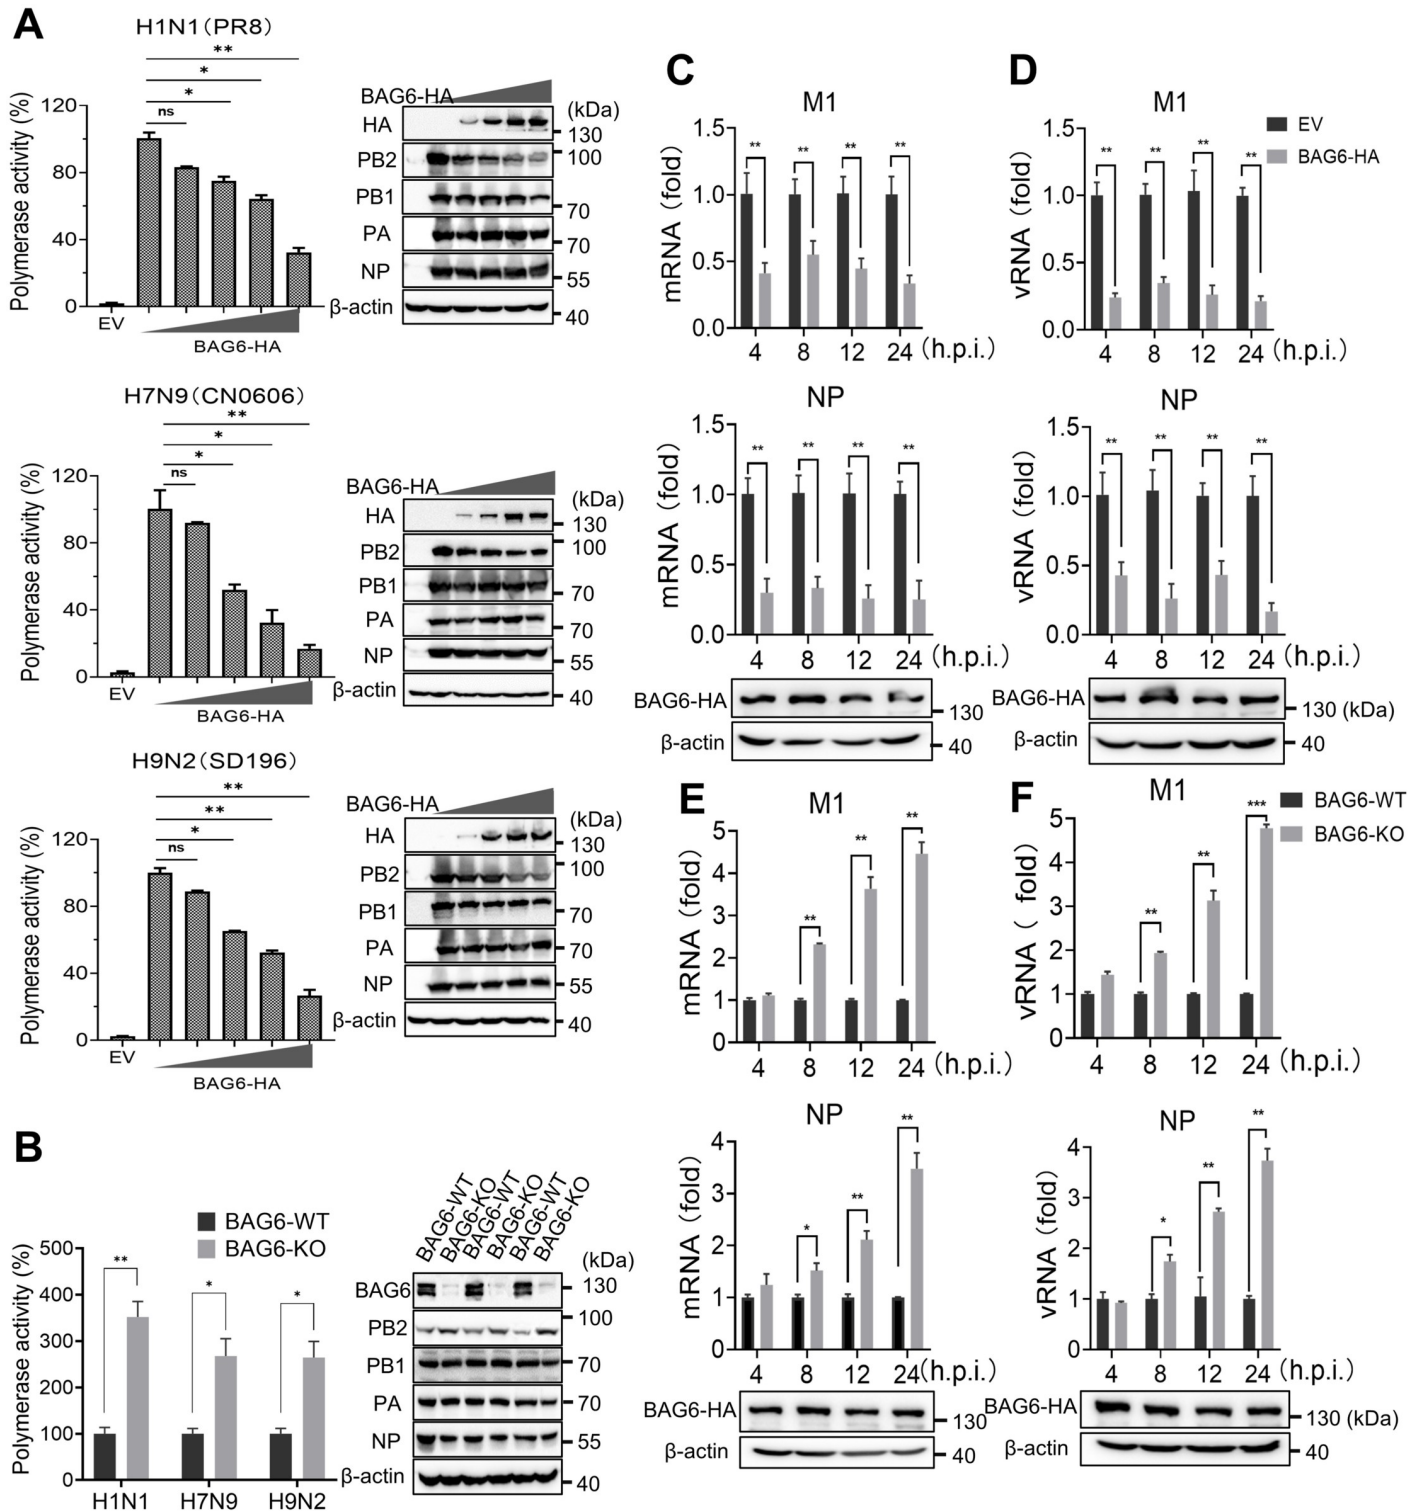 A
H1N1(PR8)
**
*
*
ns
Polymerase activity (%)
120
80
40
0
EV
BAG6-HA
BAG6-HA
(kDa)
HA
130
PB2
100
PB1
70
PA
70
NP
55
β-actin
40
H7N9(CN0606)
**
*
*
ns
Polymerase activity (%)
120
80
40
0
EV
BAG6-HA
BAG6-HA
(kDa)
HA
130
PB2
100
PB1
70
PA
70
NP
55
β-actin
40
H9N2(SD196)
**
**
*
ns
Polymerase activity (%)
120
80
40
0
EV
BAG6-HA
BAG6-HA
(kDa)
HA
130
PB2
100
PB1
70
PA
70
NP
55
β-actin
40
B
BAG6-WT
BAG6-KO
Polymerase activity (%)
500
400
300
200
100
0
**
*
*
H1N1 H7N9 H9N2
BAG6-WT BAG6-KO BAG6-WT BAG6-KO BAG6-WT BAG6-KO
(kDa)
BAG6
130
PB2
100
PB1
70
PA
70
NP
55
β-actin
40
C
M1
mRNA (fold)
1.5
1.0
0.5
0.0
** ** ** **
4 8 12 24 (h.p.i.)
NP
mRNA (fold)
1.5
1.0
0.5
0.0
** ** ** **
4 8 12 24 (h.p.i.)
BAG6-HA
130
β-actin
40
D
M1
EV
BAG6-HA
vRNA (fold)
1.5
1.0
0.5
0.0
** ** ** **
4 8 12 24 (h.p.i.)
NP
vRNA (fold)
1.5
1.0
0.5
0.0
** ** ** **
4 8 12 24 (h.p.i.)
BAG6-HA
130 (kDa)
β-actin
40
E
M1
mRNA (fold)
5
4
3
2
1
0
** ** **
4 8 12 24 (h.p.i.)
NP
mRNA (fold)
4
3
2
1
0
* ** **
4 8 12 24 (h.p.i.)
BAG6-HA
130
β-actin
40
F
M1
BAG6-WT
BAG6-KO
vRNA ( fold)
5
4
3
2
1
0
** ** ***
4 8 12 24 (h.p.i.)
NP
vRNA (fold)
4
3
2
1
0
* ** **
4 8 12 24 (h.p.i.)
BAG6-HA
130 (kDa)
β-actin
40